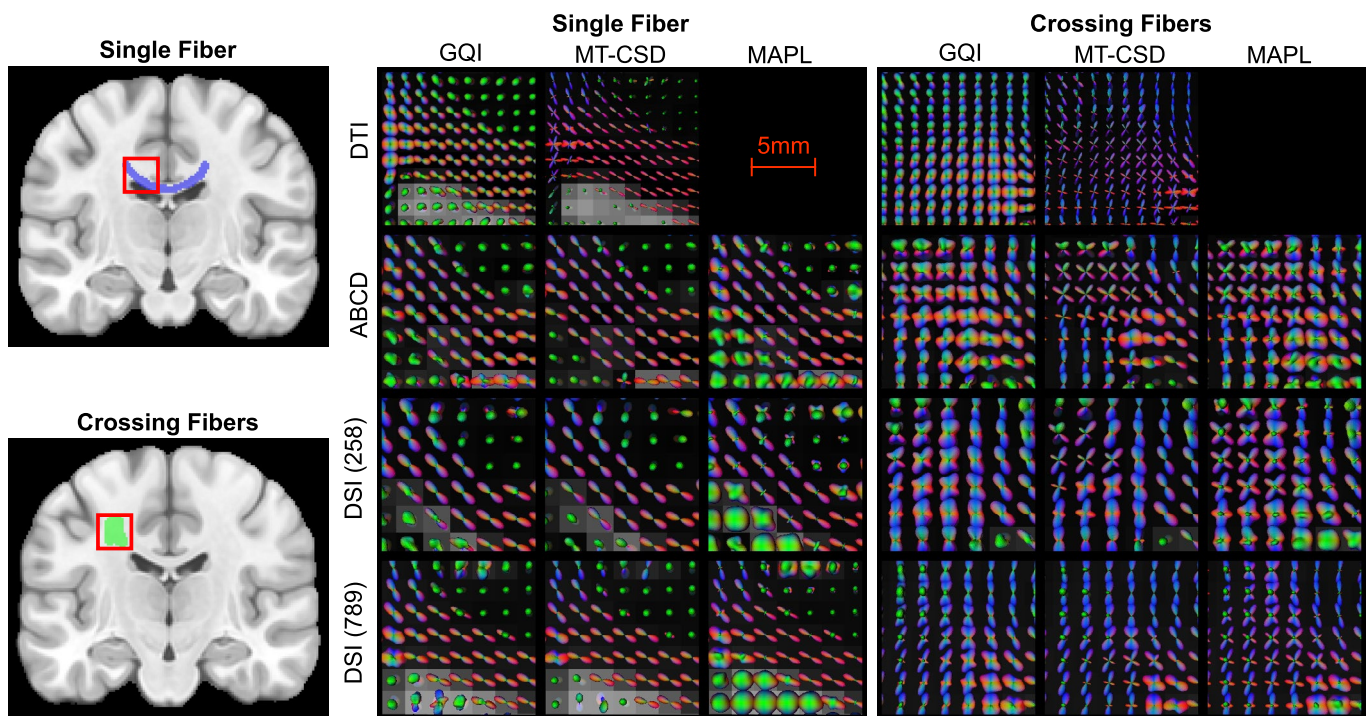 Single Fiber
Crossing Fibers
Single Fiber
GQI MT-CSD MAPL
Crossing Fibers
GQI MT-CSD MAPL
DTI
5mm
ABCD
DSI (258)
DSI (789)